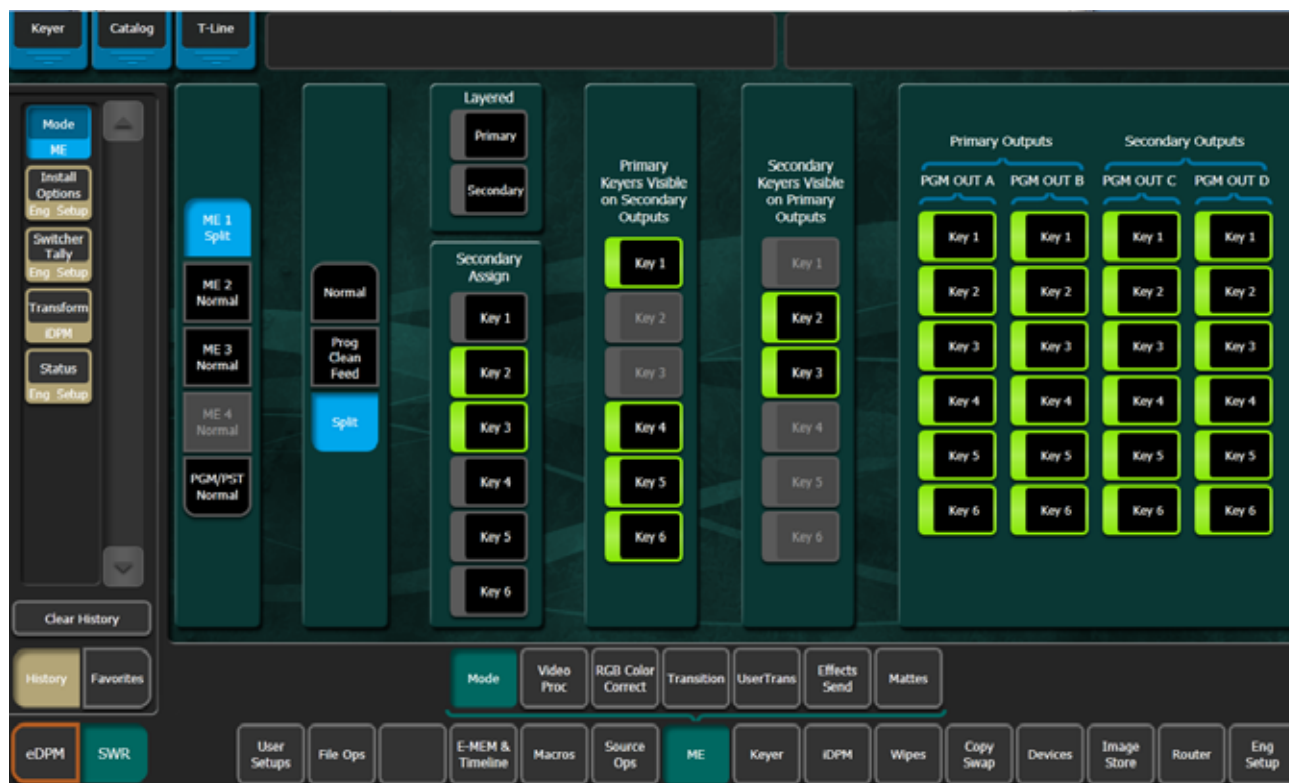 Keyer
Catalog
T-Line
Mode
ME
Install
Options
Eng Setup
Switcher
Tally
Eng Setup
Transform
iDPM
Status
Eng Setup
Clear History
History
Favorites
ME 1
Split
ME 2
Normal
ME 3
Normal
ME 4
Normal
PGM/PST
Normal
Normal
Prog
Clean
Feed
Split
Layered
Primary
Secondary
Secondary
Assign
Key 1
Key 2
Key 3
Key 4
Key 5
Key 6
Primary
Keyers Visible
on Secondary
Outputs
Key 1
Key 2
Key 3
Key 4
Key 5
Key 6
Secondary
Keyers Visible
on Primary
Outputs
Key 1
Key 2
Key 3
Key 4
Key 5
Key 6
Primary Outputs
Secondary Outputs
PGM OUT A PGM OUT B PGM OUT C PGM OUT D
Key 1 Key 1 Key 1 Key 1
Key 2 Key 2 Key 2 Key 2
Key 3 Key 3 Key 3 Key 3
Key 4 Key 4 Key 4 Key 4
Key 5 Key 5 Key 5 Key 5
Key 6 Key 6 Key 6 Key 6
Mode
Video
Proc
RGB Color
Correct
Transition
UserTrans
Effects
Send
Mattes
eDPM
SWR
User
Setups
File Ops
E-MEM &
Timeline
Macros
Source
Ops
ME
Keyer
iDPM
Wipes
Copy
Swap
Devices
Image
Store
Router
Eng
Setup